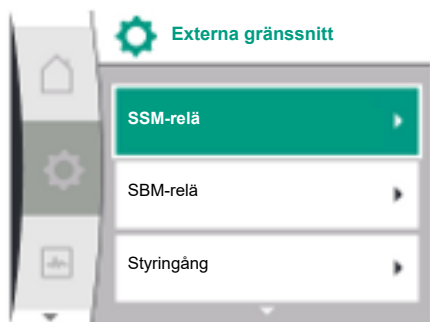 Externa gränssnitt
SSM-relä
SBM-relä
Styringång